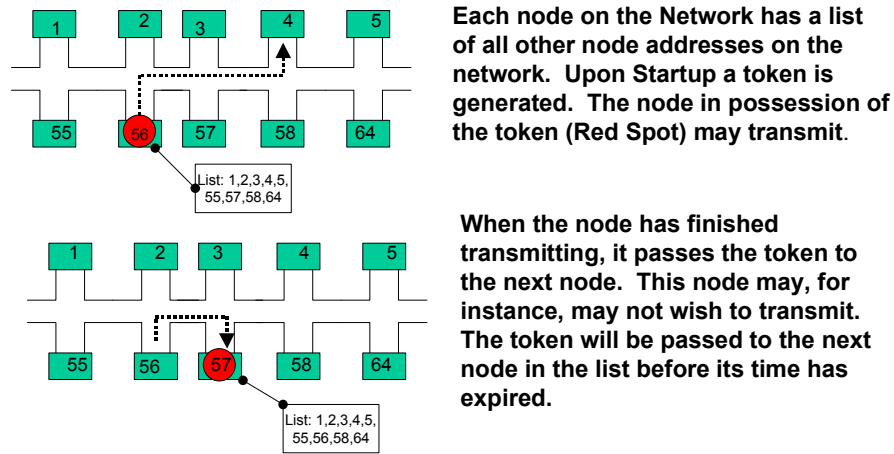 1 2 3 4 5
55 56 57 58 64
List: 1,2,3,4,5,
55,57,58,64
Each node on the Network has a list
of all other node addresses on the
network. Upon Startup a token is
generated. The node in possession of
the token (Red Spot) may transmit.
1 2 3 4 5
55 56 57 58 64
List: 1,2,3,4,5,
55,56,58,64
When the node has finished
transmitting, it passes the token to
the next node. This node may, for
instance, may not wish to transmit.
The token will be passed to the next
node in the list before its time has
expired.